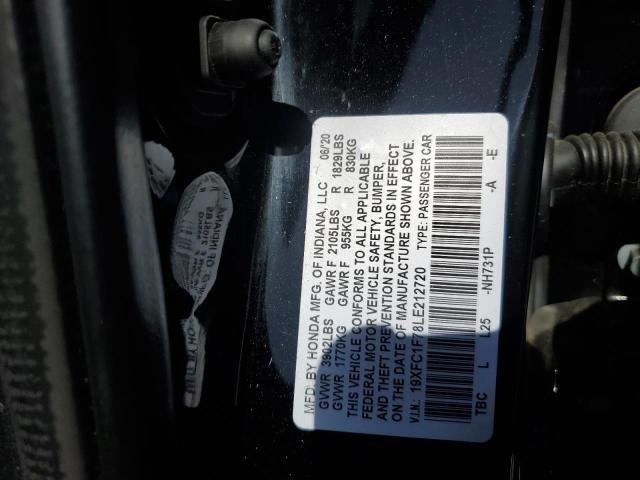 MFD. BY HONDA MFG. OF INDIANA, LLC 06/20
GVWR 3902LBS GAWR F 2105LBS R 1829LBS
GVWR 1770KG GAWR F 955KG R 830KG
THIS VEHICLE CONFORMS TO ALL APPLICABLE
FEDERAL MOTOR VEHICLE SAFETY, BUMPER,
AND THEFT PREVENTION STANDARDS IN EFFECT
ON THE DATE OF MANUFACTURE SHOWN ABOVE.
V.I.N.: 19XFC1F78LE212720 TYPE: PASSENGER CAR
TBC L L25 -NH731P -A -E